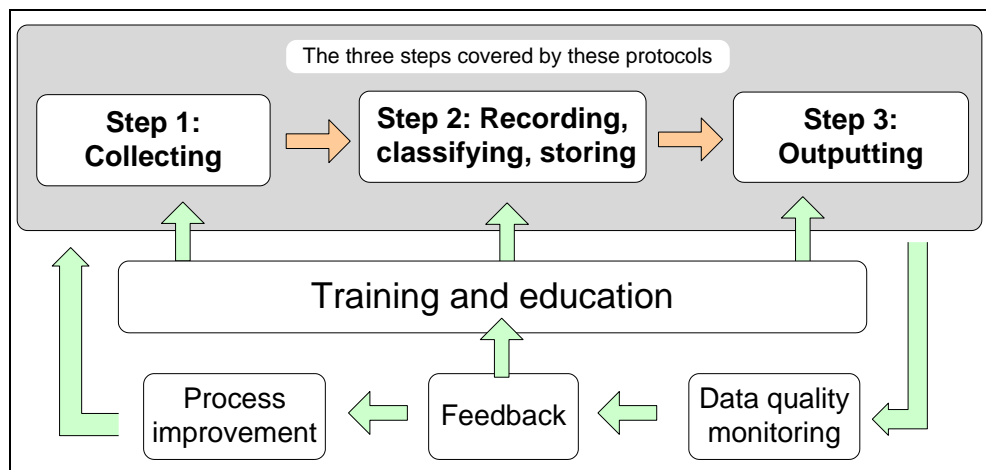 The three steps covered by these protocols
Step 1:
Collecting
Step 2: Recording,
classifying, storing
Step 3:
Outputting
Training and education
Process
improvement
Feedback
Data quality
monitoring